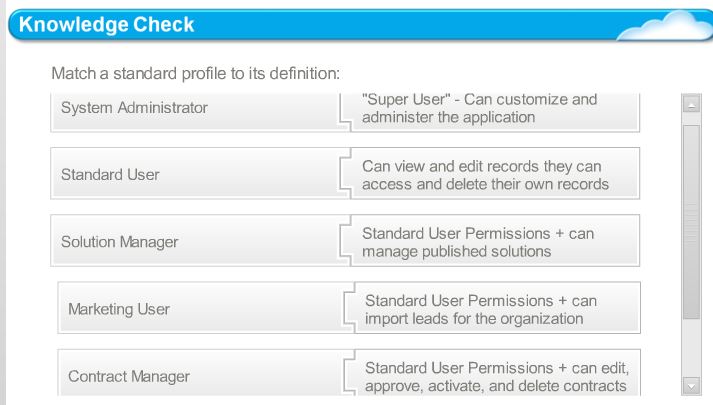 Knowledge Check
Match a standard profile to its definition:
System Administrator
"Super User" - Can customize and
administer the application
Standard User
Can view and edit records they can
access and delete their own records
Solution Manager
Standard User Permissions + can
manage published solutions
Marketing User
Standard User Permissions + can
import leads for the organization
Contract Manager
Standard User Permissions + can edit,
approve, activate, and delete contracts